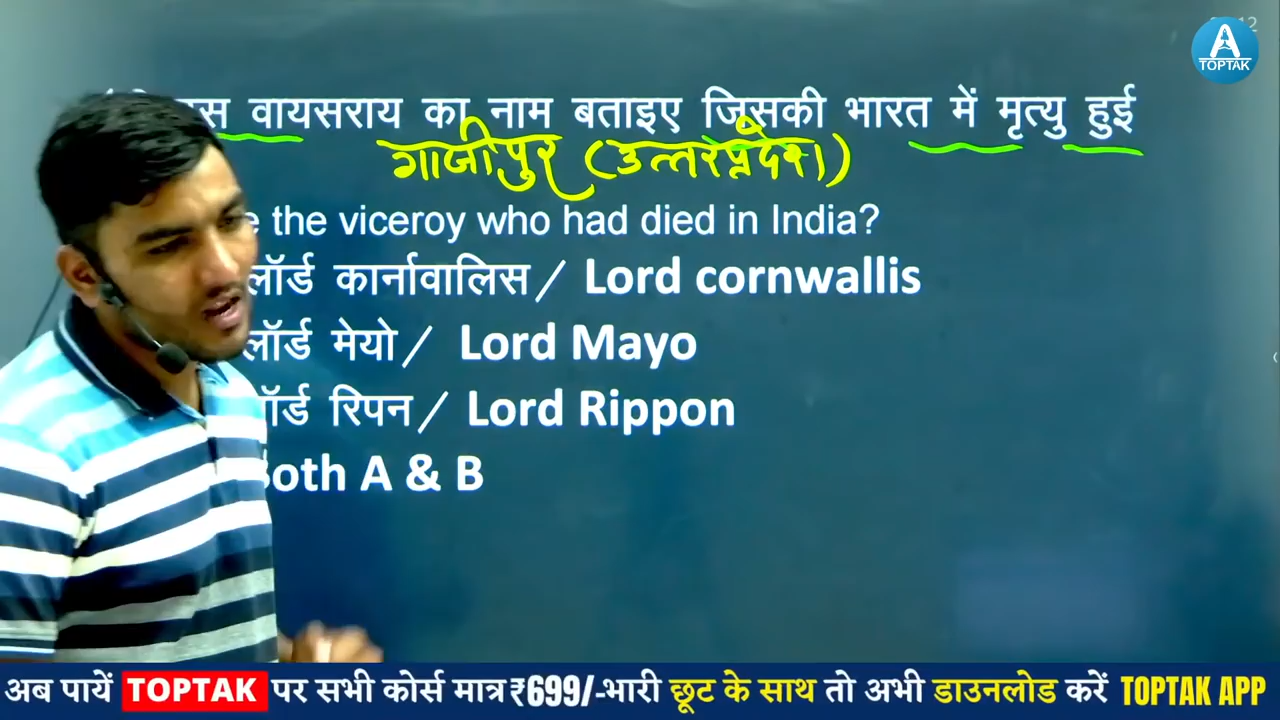 A
TOPTAK
वायसराय का नाम बताइए जिसकी भारत में मृत्यु हुई
गाजीपुर (उत्तरप्रदेश)
the viceroy who had died in India?
लॉर्ड कार्नावालिस / Lord cornwallis
लॉर्ड मेयो / Lord Mayo
रिपन / Lord Rippon
Both A & B
अब पायें TOPTAK पर सभी कोर्स मात्र ₹699/-भारी छूट के साथ तो अभी डाउनलोड करें TOPTAK APP